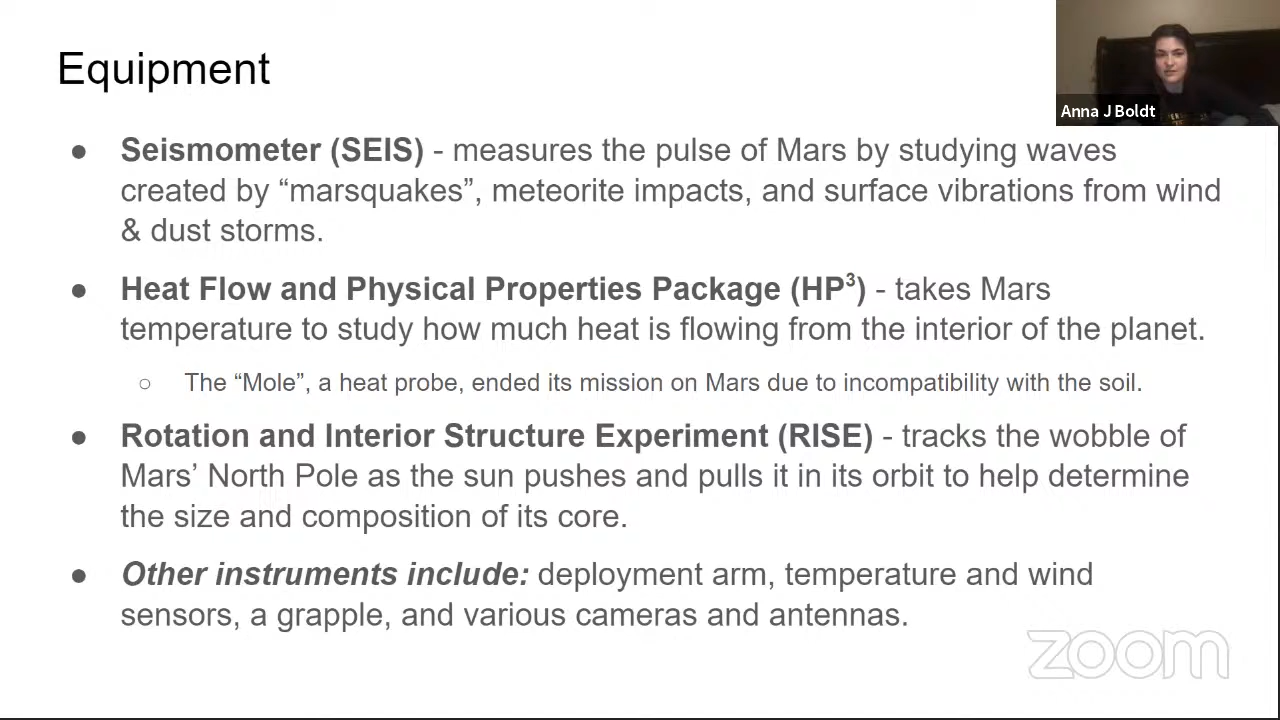 Equipment
Anna J Boldt
● Seismometer (SEIS) - measures the pulse of Mars by studying waves
created by “marsquakes”, meteorite impacts, and surface vibrations from wind
& dust storms.
● Heat Flow and Physical Properties Package (HP³) - takes Mars
temperature to study how much heat is flowing from the interior of the planet.
○ The “Mole”, a heat probe, ended its mission on Mars due to incompatibility with the soil.
● Rotation and Interior Structure Experiment (RISE) - tracks the wobble of
Mars’ North Pole as the sun pushes and pulls it in its orbit to help determine
the size and composition of its core.
● Other instruments include: deployment arm, temperature and wind
sensors, a grapple, and various cameras and antennas.
zoom